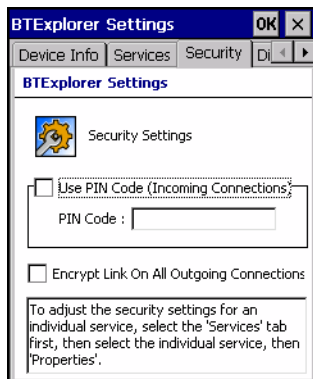 BTExplorer Settings OK
Device Info Services Security Di
BTExplorer Settings
Security Settings
Use PIN Code (Incoming Connections)
PIN Code :
Encrypt Link On All Outgoing Connections
To adjust the security settings for an
individual service, select the 'Services' tab
first, then select the individual service, then
'Properties'.